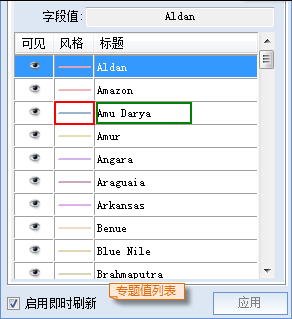 字段值: Aldan
可见 风格 标题
Aldan
Amazon
Amu Darya
Amur
Angara
Araguaia
Arkansas
Benue
Blue Nile
Brahmaputra
专题值列表
启用即时刷新 应用